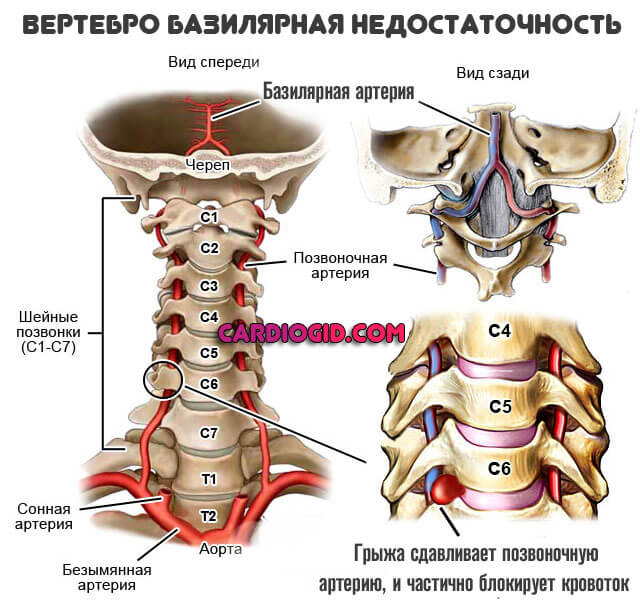 ВЕРТЕБРО БАЗИЛЯРНАЯ НЕДОСТАТОЧНОСТЬ
Вид спереди
Вид сзади
Базилярная артерия
Череп
C1
C2
C3
C4
C5
C6
C7
T1
T2
Позвоночная
артерия
Шейные
позвонки
(C1-C7)
CARDIOGID.COM
C4
C5
C6
Сонная
артерия
Безымянная
артерия
Аорта
Грыжа сдавливает позвоночную
артерию, и частично блокирует кровоток